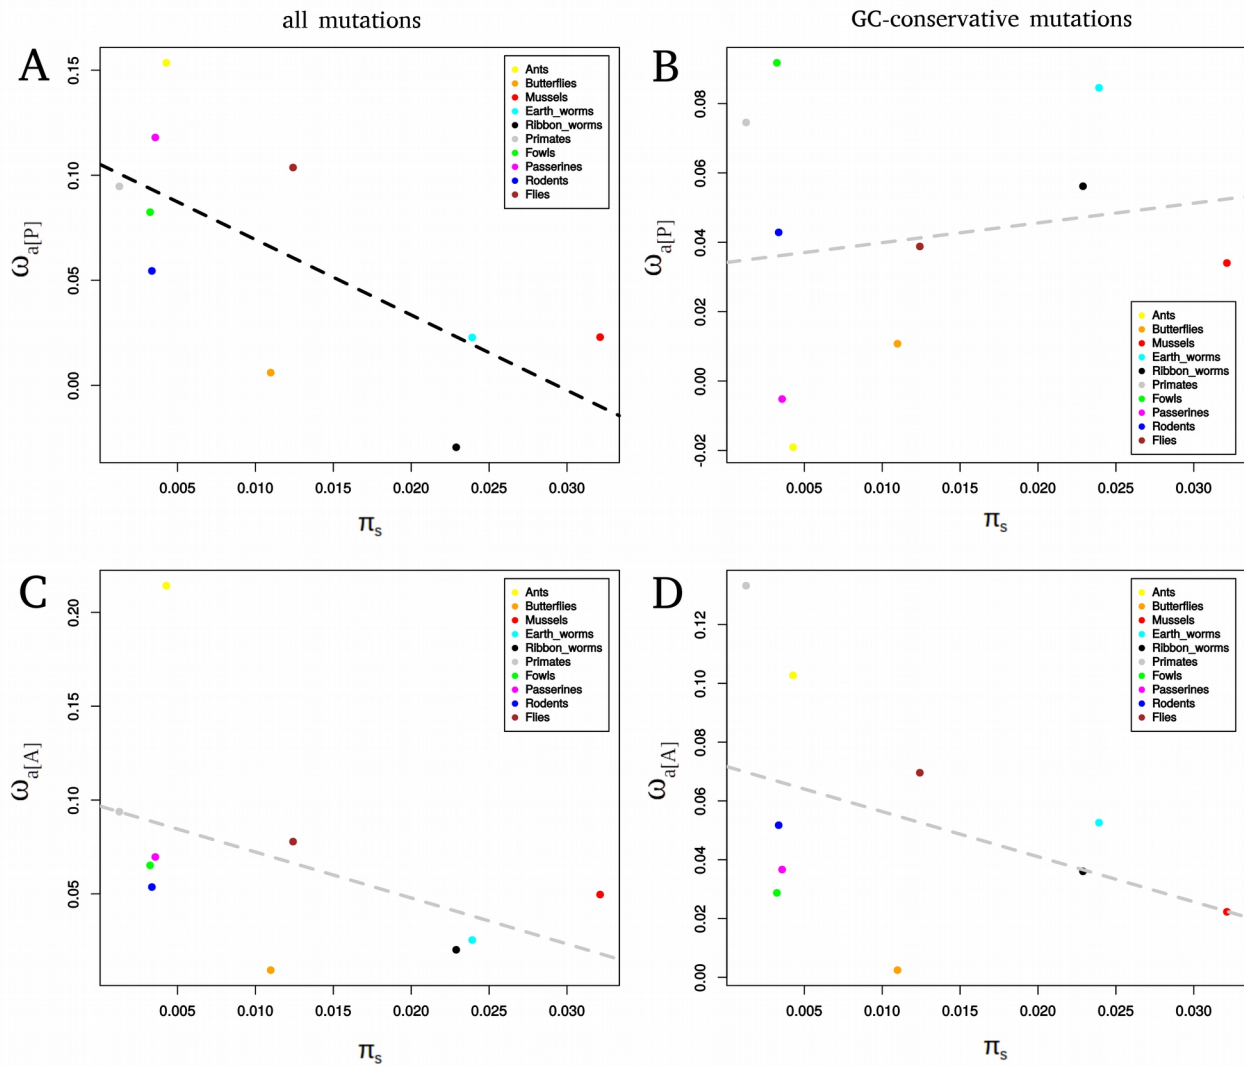 all mutations
GC-conservative mutations
A
0.15
0.10
0.05
0.00
ωa[P]
Ants
Butterflies
Mussels
Earth_worms
Ribbon_worms
Primates
Fowls
Passerines
Rodents
Flies
0.005 0.010 0.015 0.020 0.025 0.030
πs
B
0.08
0.06
0.04
0.02
0.00
-0.02
ωa[P]
Ants
Butterflies
Mussels
Earth_worms
Ribbon_worms
Primates
Fowls
Passerines
Rodents
Flies
0.005 0.010 0.015 0.020 0.025 0.030
πs
C
0.20
0.15
0.10
0.05
ωa[A]
Ants
Butterflies
Mussels
Earth_worms
Ribbon_worms
Primates
Fowls
Passerines
Rodents
Flies
0.005 0.010 0.015 0.020 0.025 0.030
πs
D
0.12
0.10
0.08
0.06
0.04
0.02
0.00
ωa[A]
Ants
Butterflies
Mussels
Earth_worms
Ribbon_worms
Primates
Fowls
Passerines
Rodents
Flies
0.005 0.010 0.015 0.020 0.025 0.030
πs